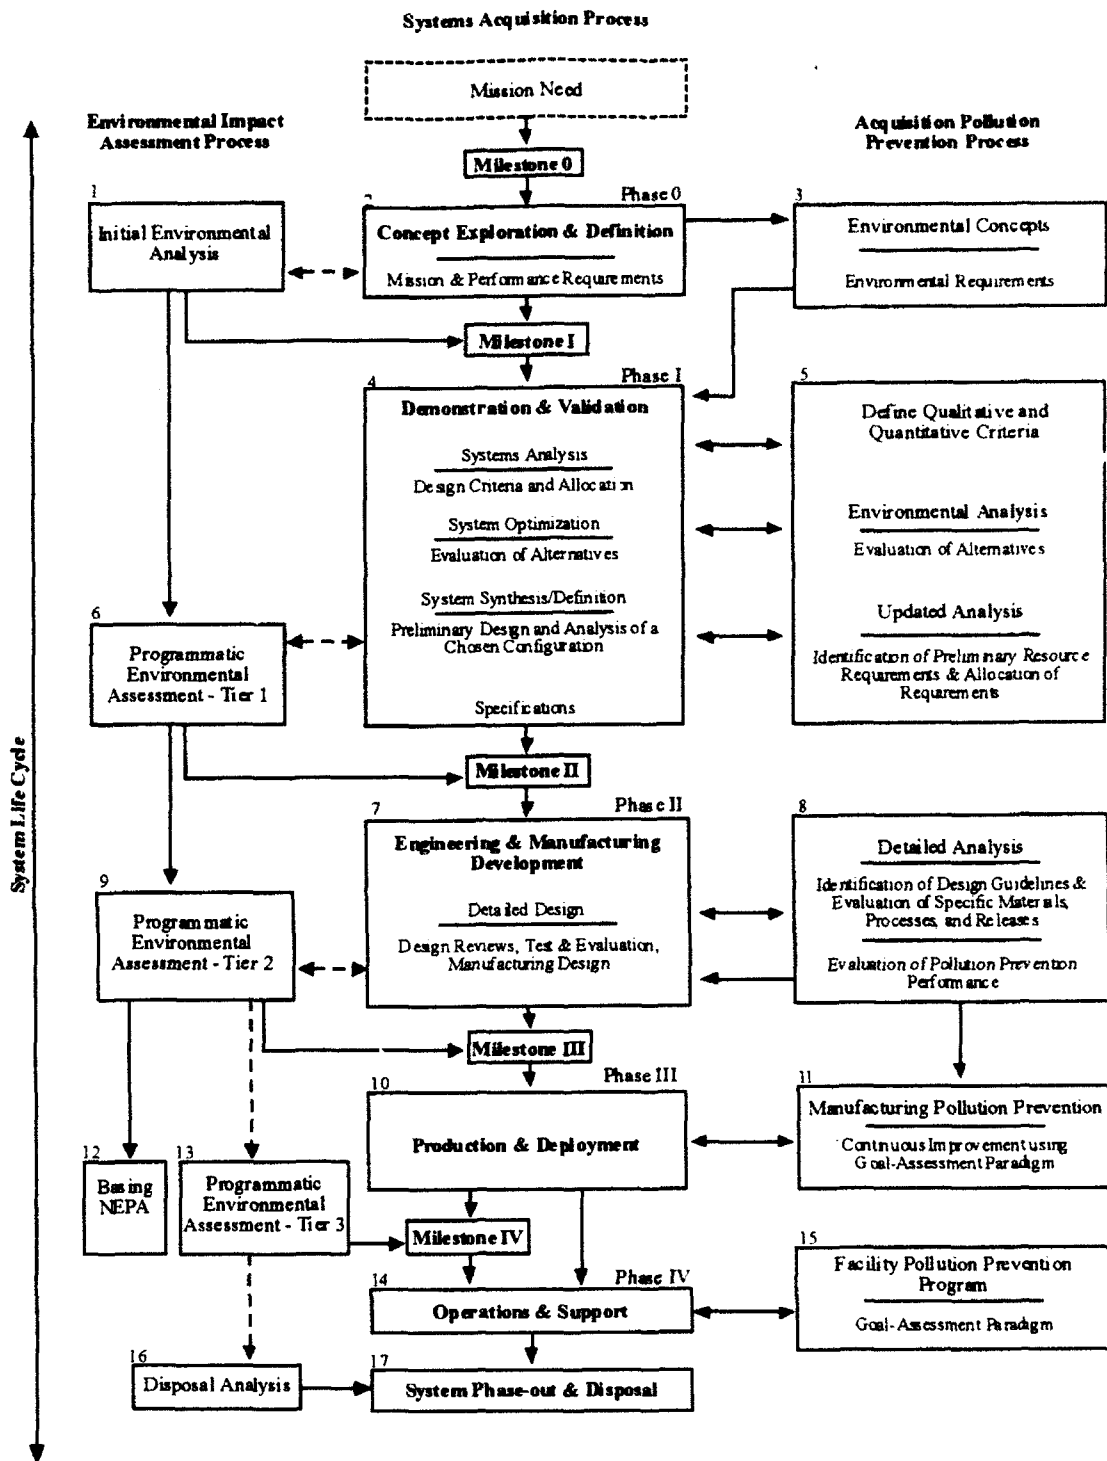 Systems Acquisition Process
Mission Need
Environmental Impact
Assessment Process
Acquisition Pollution
Prevention Process
Milestone 0
Phase 0
1
Initial Environmental
Analysis
2
Concept Exploration & Definition
Mission & Performance Requirements
3
Environmental Concepts
Environmental Requirements
Milestone I
Phase I
4
Demonstration & Validation
Systems Analysis
Design Criteria and Allocation
System Optimization
Evaluation of Alternatives
System Synthesis/Definition
Preliminary Design and Analysis of a
Chosen Configuration
Specifications
5
Define Qualitative and
Quantitative Criteria
Environmental Analysis
Evaluation of Alternatives
Updated Analysis
Identification of Preliminary Resource
Requirements & Allocation of
Requirements
6
Programmatic
Environmental
Assessment - Tier 1
System Life Cycle
Milestone II
Phase II
7
Engineering & Manufacturing
Development
Detailed Design
Design Reviews, Test & Evaluation,
Manufacturing Design
8
Detailed Analysis
Identification of Design Guidelines &
Evaluation of Specific Materials,
Processes, and Releases
Evaluation of Pollution Prevention
Performance
9
Programmatic
Environmental
Assessment - Tier 2
Milestone III
Phase III
10
Production & Deployment
11
Manufacturing Pollution Prevention
Continuous Improvement using
Goal-Assessment Paradigm
12
Basing
NEPA
13
Programmatic
Environmental
Assessment - Tier 3
Milestone IV
Phase IV
14
Operations & Support
15
Facility Pollution Prevention
Program
Goal-Assessment Paradigm
16
Disposal Analysis
17
System Phase-out & Disposal